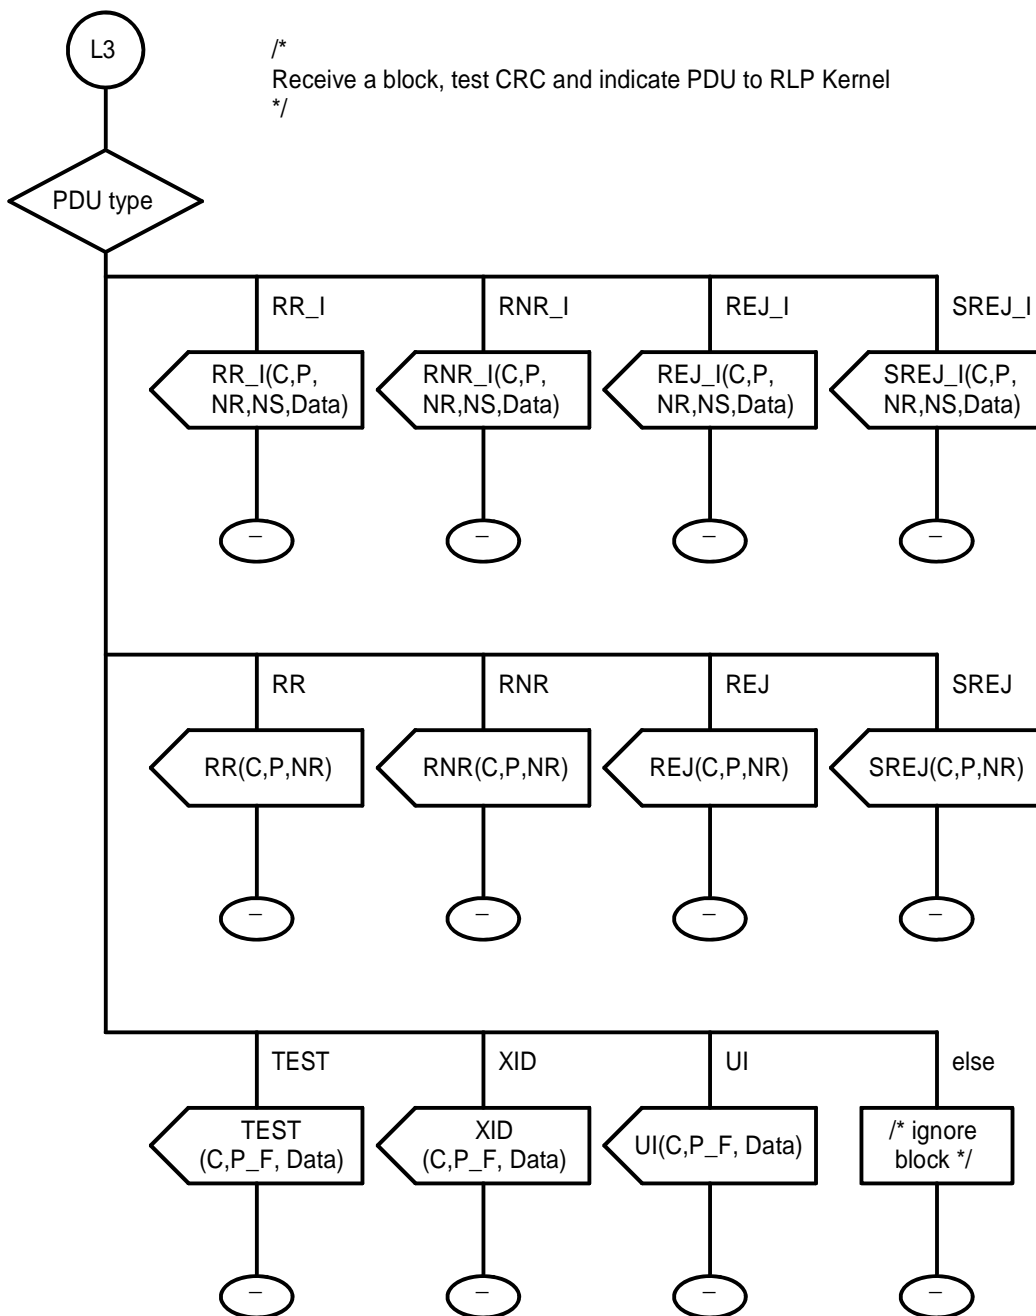 L3
/*
Receive a block, test CRC and indicate PDU to RLP Kernel
*/
PDU type
RR_I
RNR_I
REJ_I
SREJ_I
RR_I(C,P,
NR,NS,Data)
RNR_I(C,P,
NR,NS,Data)
REJ_I(C,P,
NR,NS,Data)
SREJ_I(C,P,
NR,NS,Data)
–
–
–
–
RR
RNR
REJ
SREJ
RR(C,P,NR)
RNR(C,P,NR)
REJ(C,P,NR)
SREJ(C,P,NR)
–
–
–
–
TEST
XID
UI
else
TEST
(C,P_F, Data)
XID
(C,P_F, Data)
UI(C,P_F, Data)
/* ignore
block */
–
–
–
–